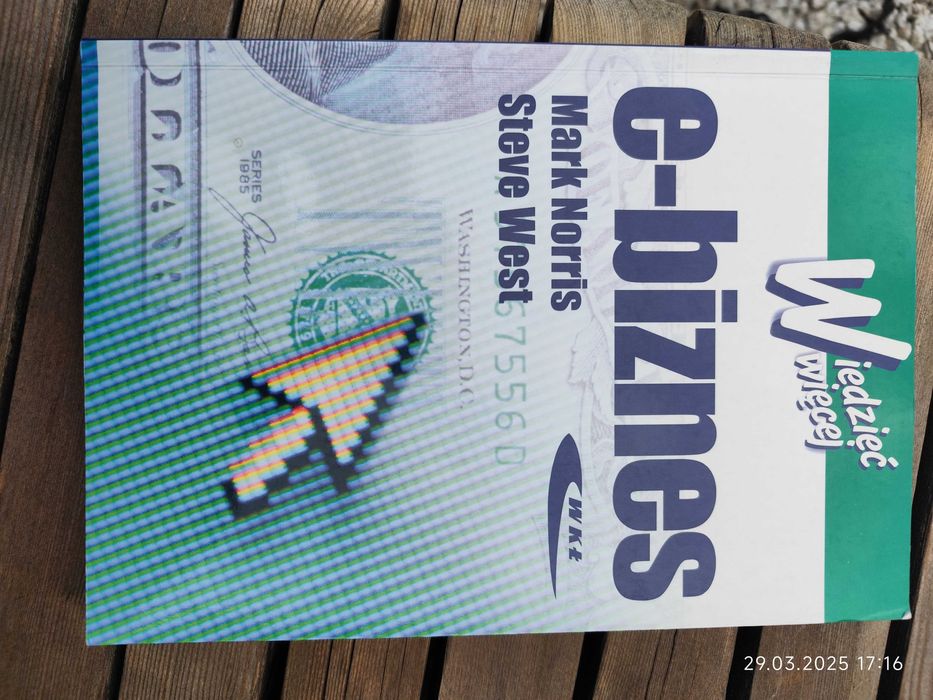 Wiedzieć
więcej
e-biznes
Mark Norris
Steve West
WKŁ
WASHINGTON, D.C.
SERIES
1985
29.03.2025 17:16